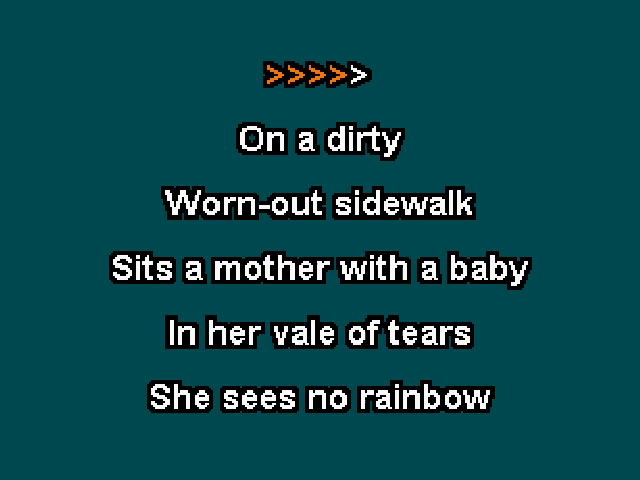 >>>>>
On a dirty
Worn-out sidewalk
Sits a mother with a baby
In her vale of tears
She sees no rainbow